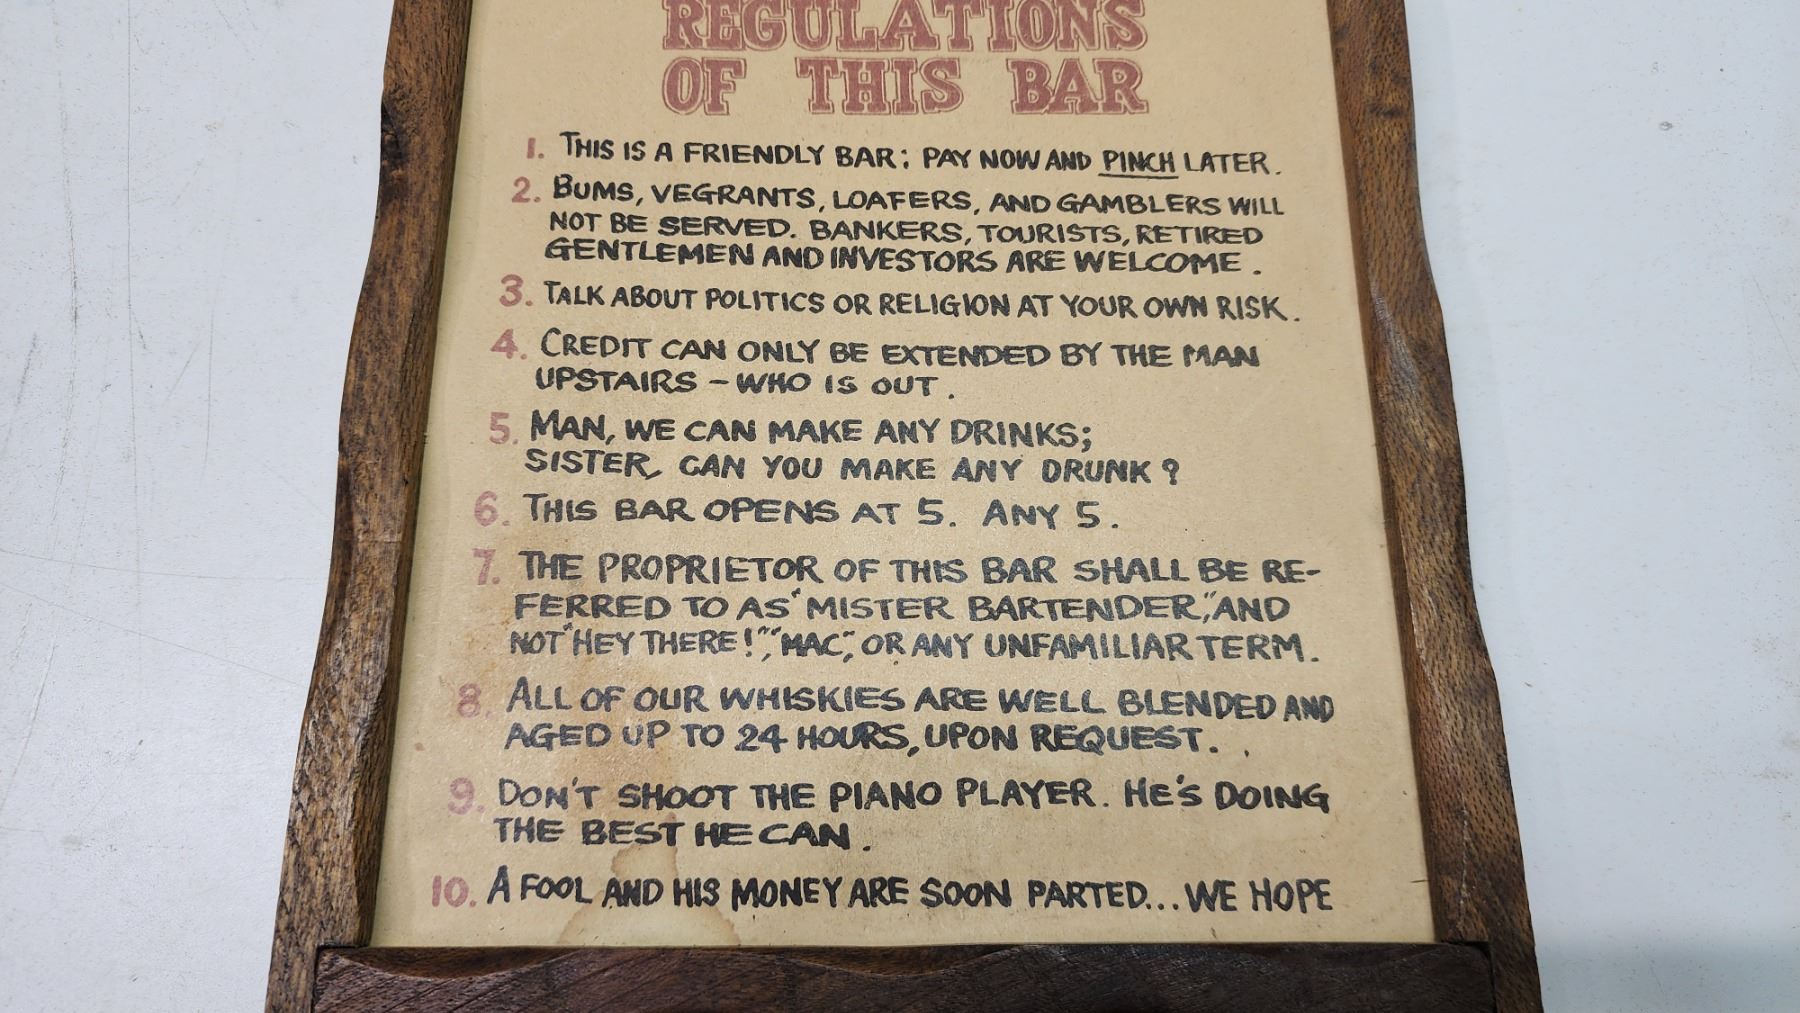 REGULATIONS
OF THIS BAR
1. THIS IS A FRIENDLY BAR; PAY NOW AND PINCH LATER.
2. BUMS, VEGRANTS, LOAFERS, AND GAMBLERS WILL
NOT BE SERVED. BANKERS, TOURISTS, RETIRED
GENTLEMEN AND INVESTORS ARE WELCOME.
3. TALK ABOUT POLITICS OR RELIGION AT YOUR OWN RISK.
4. CREDIT CAN ONLY BE EXTENDED BY THE MAN
UPSTAIRS - WHO IS OUT.
5. MAN, WE CAN MAKE ANY DRINKS;
SISTER, CAN YOU MAKE ANY DRUNK?
6. THIS BAR OPENS AT 5. ANY 5.
7. THE PROPRIETOR OF THIS BAR SHALL BE RE-
FERRED TO AS "MISTER BARTENDER," AND
NOT "HEY THERE!", "MAC", OR ANY UNFAMILIAR TERM.
8. ALL OF OUR WHISKIES ARE WELL BLENDED AND
AGED UP TO 24 HOURS, UPON REQUEST.
9. DON'T SHOOT THE PIANO PLAYER. HE'S DOING
THE BEST HE CAN.
10. A FOOL AND HIS MONEY ARE SOON PARTED... WE HOPE